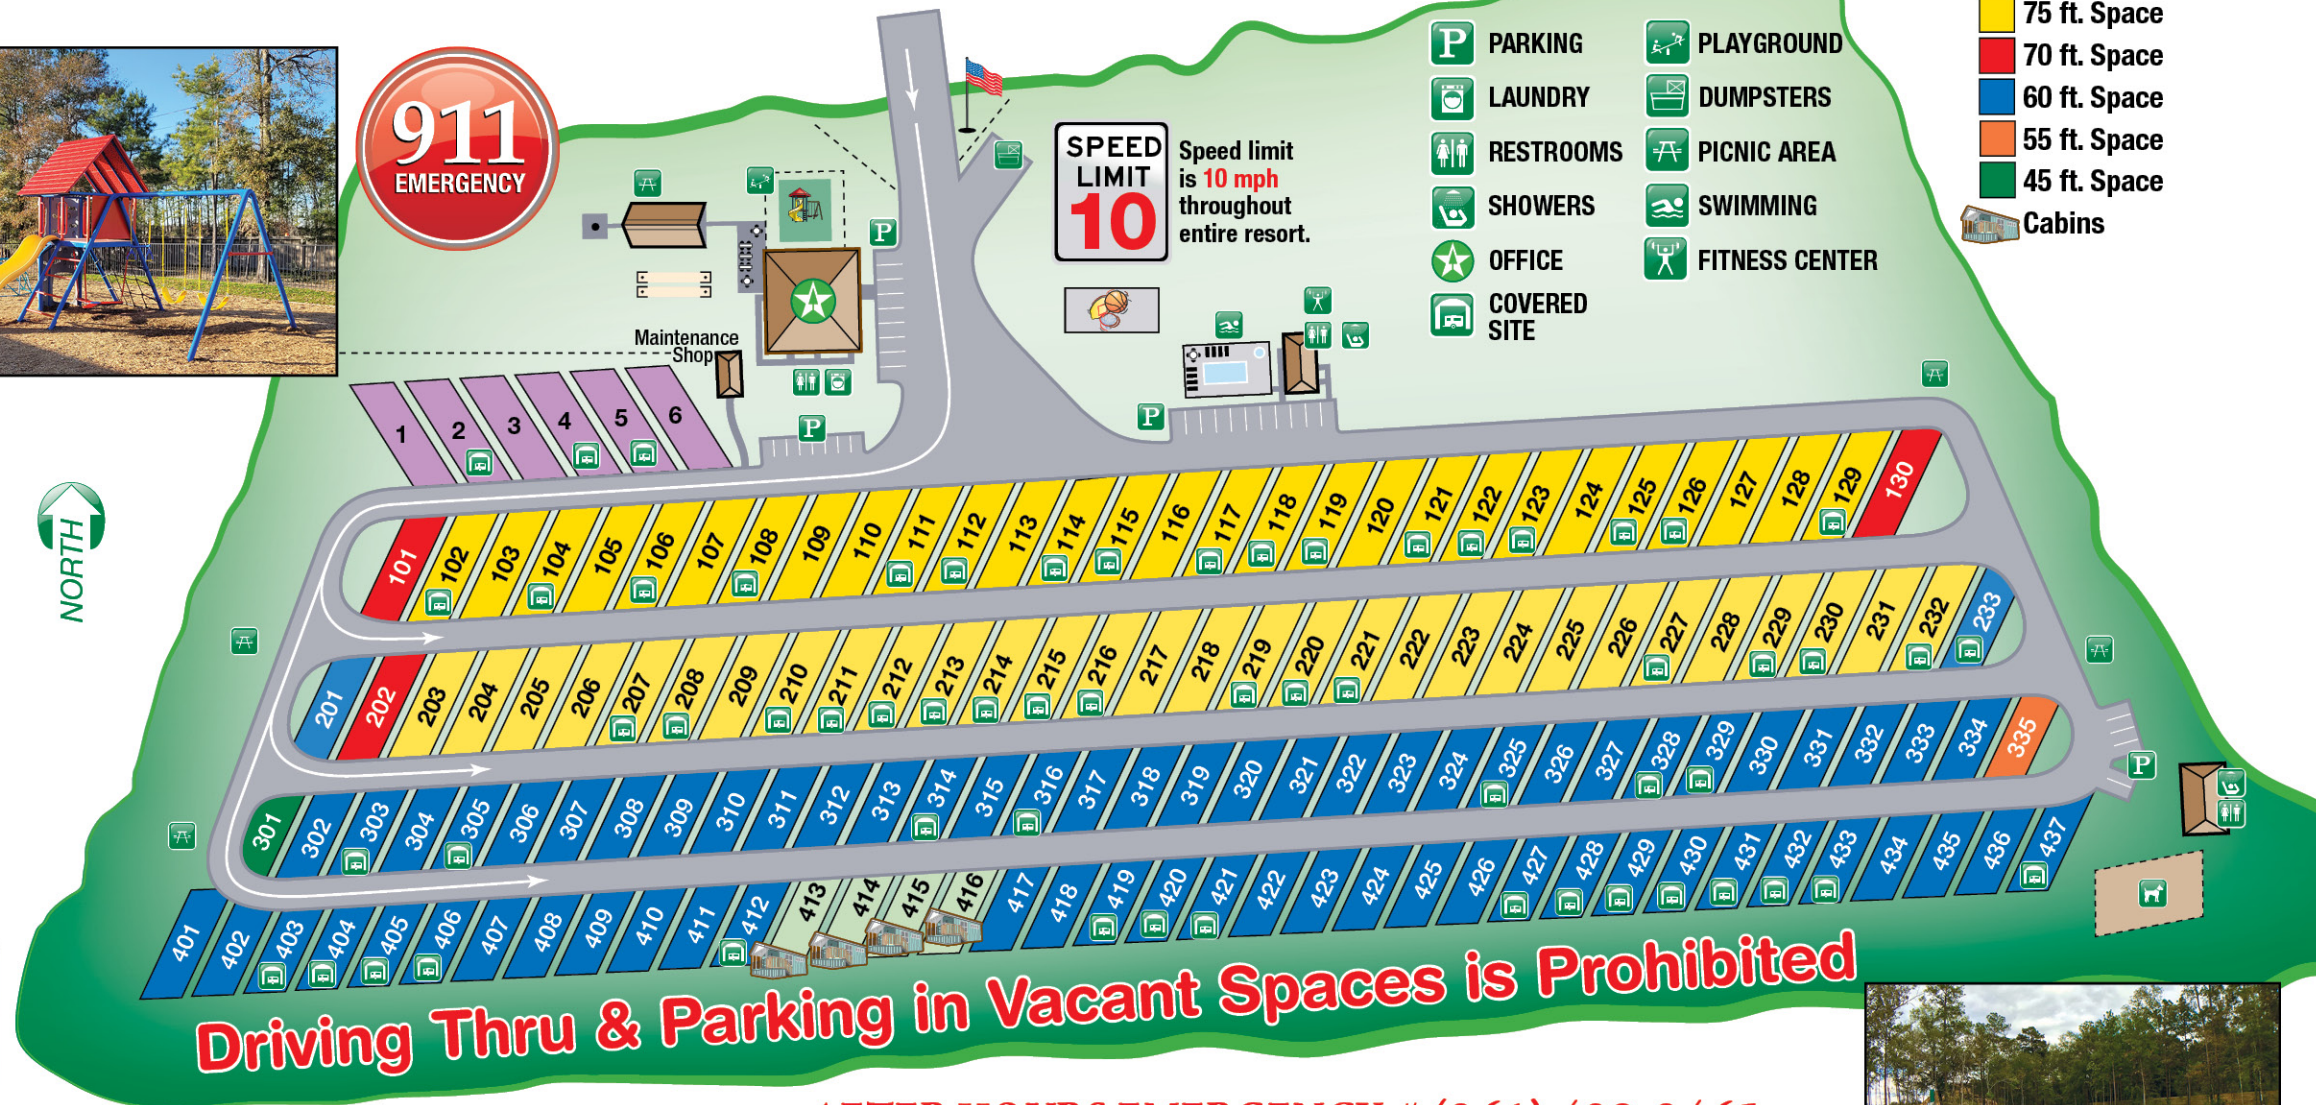 911
EMERGENCY
SPEED
LIMIT
10
Speed limit
is 10 mph
throughout
entire resort.
P PARKING
LAUNDRY
RESTROOMS
SHOWERS
OFFICE
COVERED
SITE
PLAYGROUND
DUMPSTERS
PICNIC AREA
SWIMMING
FITNESS CENTER
75 ft. Space
70 ft. Space
60 ft. Space
55 ft. Space
45 ft. Space
Cabins
P
Maintenance
Shop
P
P
NORTH
1 2 3 4 5 6
101 102 103 104 105 106 107 108 109 110 111 112 113 114 115 116 117 118 119 120 121 122 123 124 125 126 127 128 129 130
201 202 203 204 205 206 207 208 209 210 211 212 213 214 215 216 217 218 219 220 221 222 223 224 225 226 227 228 229 230 231 232 233
301 302 303 304 305 306 307 308 309 310 311 312 313 314 315 316 317 318 319 320 321 322 323 324 325 326 327 328 329 330 331 332 333 334 335
P
401 402 403 404 405 406 407 408 409 410 411 412 413 414 415 416 417 418 419 420 421 422 423 424 425 426 427 428 429 430 431 432 433 434 435 436 437
Driving Thru & Parking in Vacant Spaces is Prohibited
AFTER HOURS EMERGENCY #